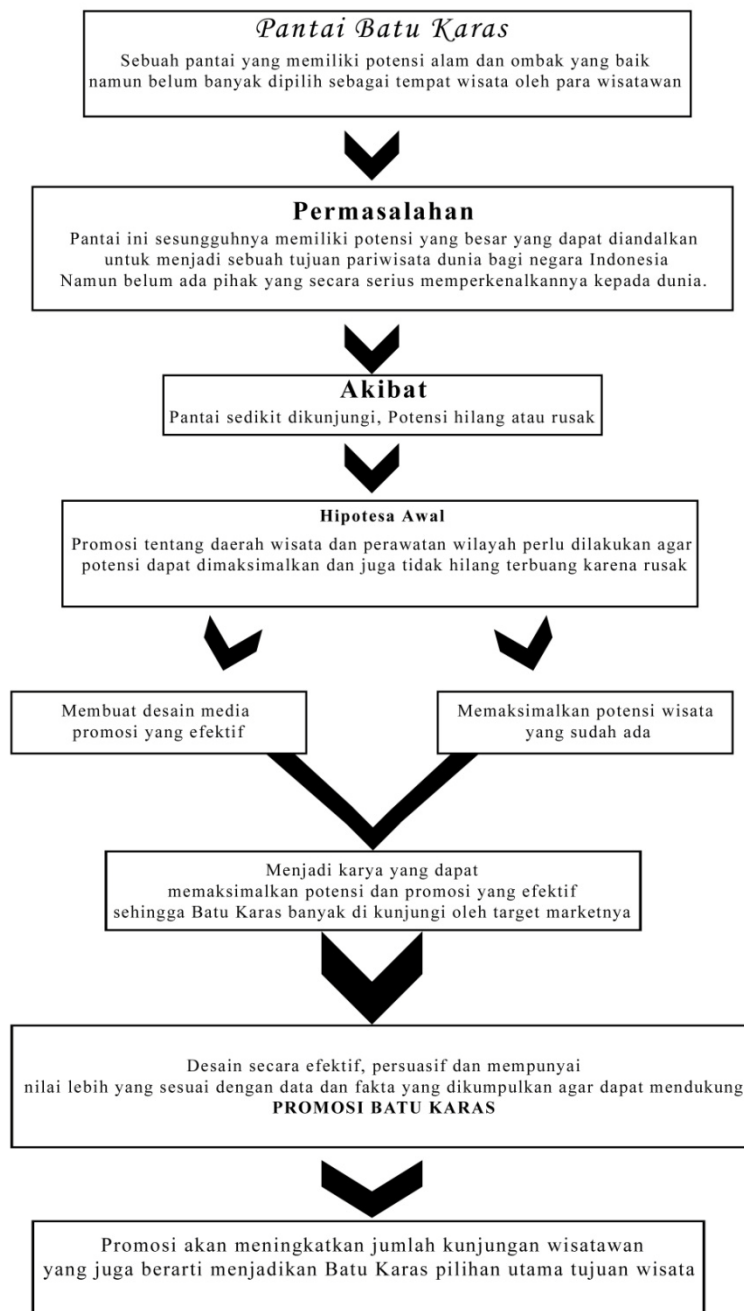 Pantai Batu Karas
Sebuah pantai yang memiliki potensi alam dan ombak yang baik
namun belum banyak dipilih sebagai tempat wisata oleh para wisatawan
Permasalahan
Pantai ini sesungguhnya memiliki potensi yang besar yang dapat diandalkan
untuk menjadi sebuah tujuan pariwisata dunia bagi negara Indonesia
Namun belum ada pihak yang secara serius memperkenalkannya kepada dunia.
Akibat
Pantai sedikit dikunjungi, Potensi hilang atau rusak
Hipotesa Awal
Promosi tentang daerah wisata dan perawatan wilayah perlu dilakukan agar
potensi dapat dimaksimalkan dan juga tidak hilang terbuang karena rusak
Membuat desain media
promosi yang efektif
Memaksimalkan potensi wisata
yang sudah ada
Menjadi karya yang dapat
memaksimalkan potensi dan promosi yang efektif
sehingga Batu Karas banyak di kunjungi oleh target marketnya
Desain secara efektif, persuasif dan mempunyai
nilai lebih yang sesuai dengan data dan fakta yang dikumpulkan agar dapat mendukung
PROMOSI BATU KARAS
Promosi akan meningkatkan jumlah kunjungan wisatawan
yang juga berarti menjadikan Batu Karas pilihan utama tujuan wisata